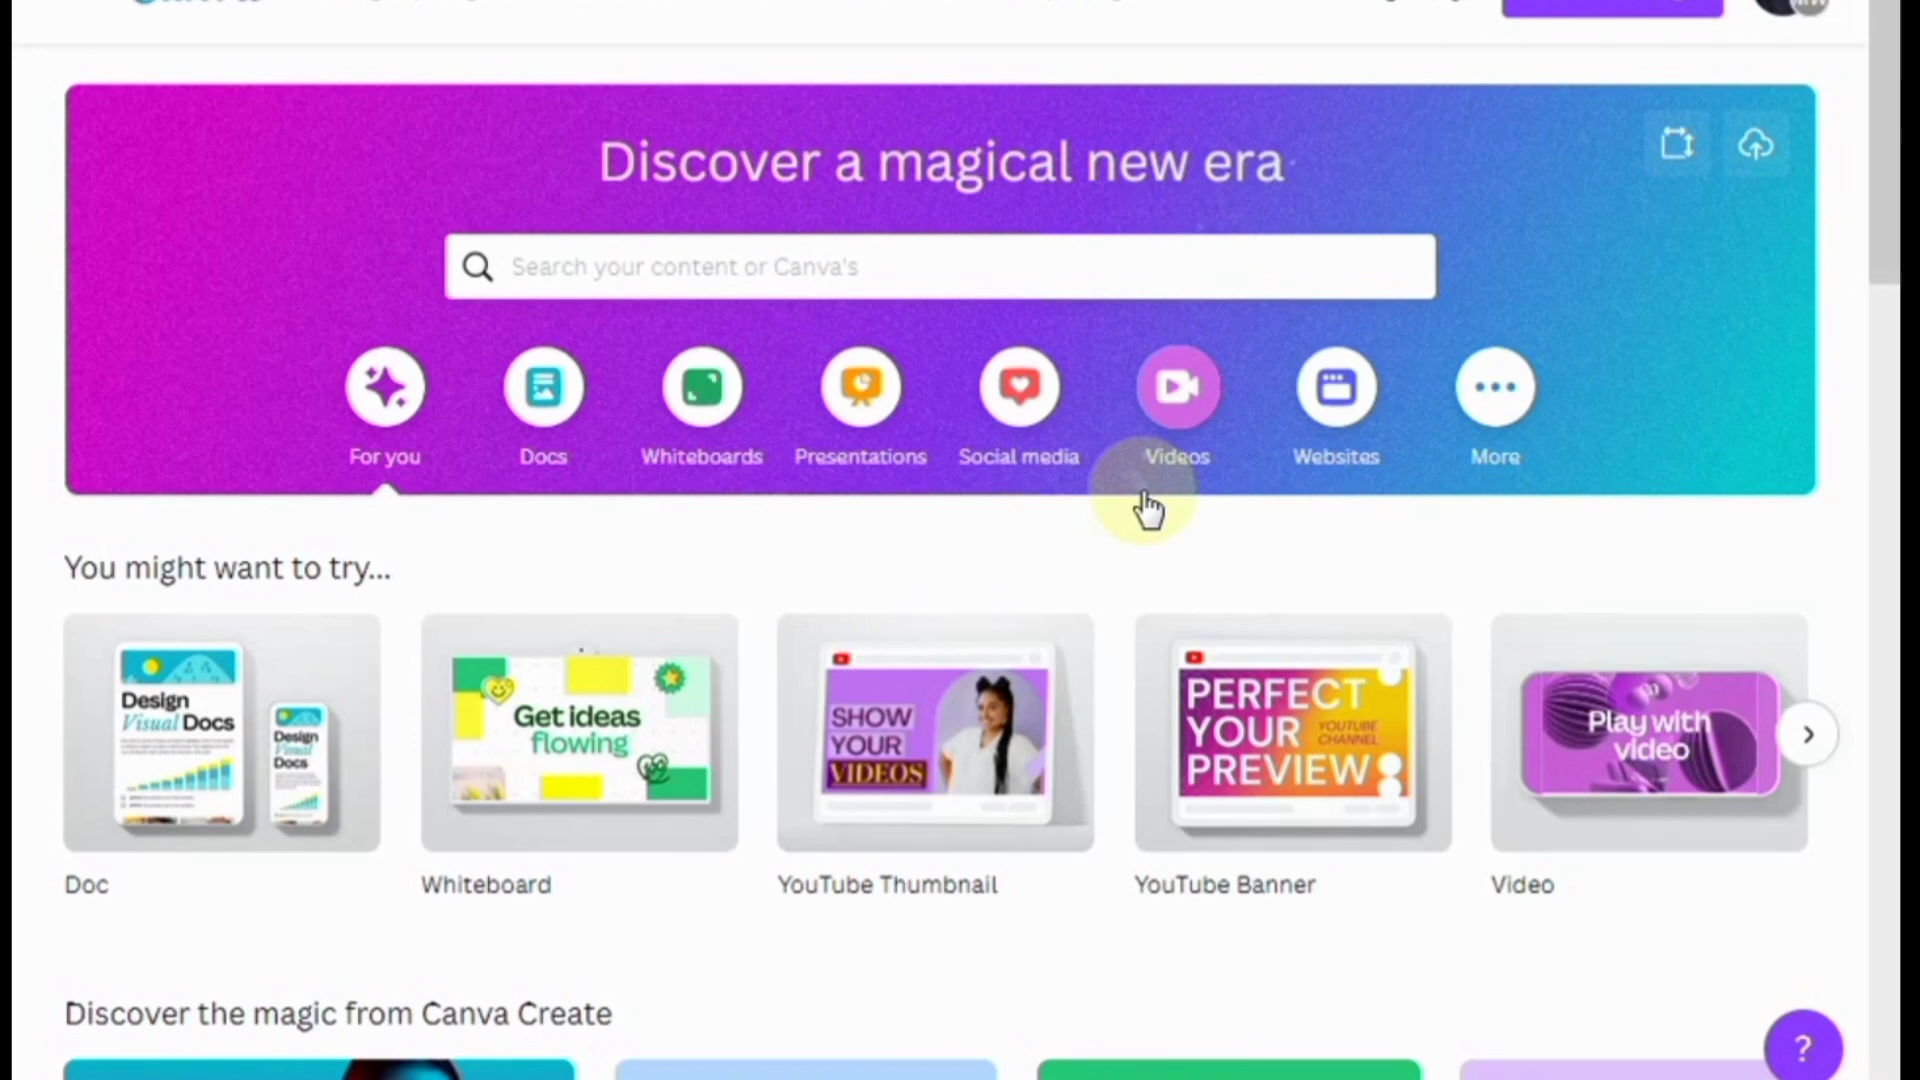 Discover a magical new era
Search your content or Canva's
For you
Docs
Whiteboards
Presentations
Social media
Videos
Websites
More
You might want to try...
Design
Visual Docs
Design
Visual
Docs
Get ideas
flowing
SHOW
YOUR
VIDEOS
PERFECT
YOUR
PREVIEW
YOUTUBE
CHANNEL
Play with
video
Doc
Whiteboard
YouTube Thumbnail
YouTube Banner
Video
Discover the magic from Canva Create
?